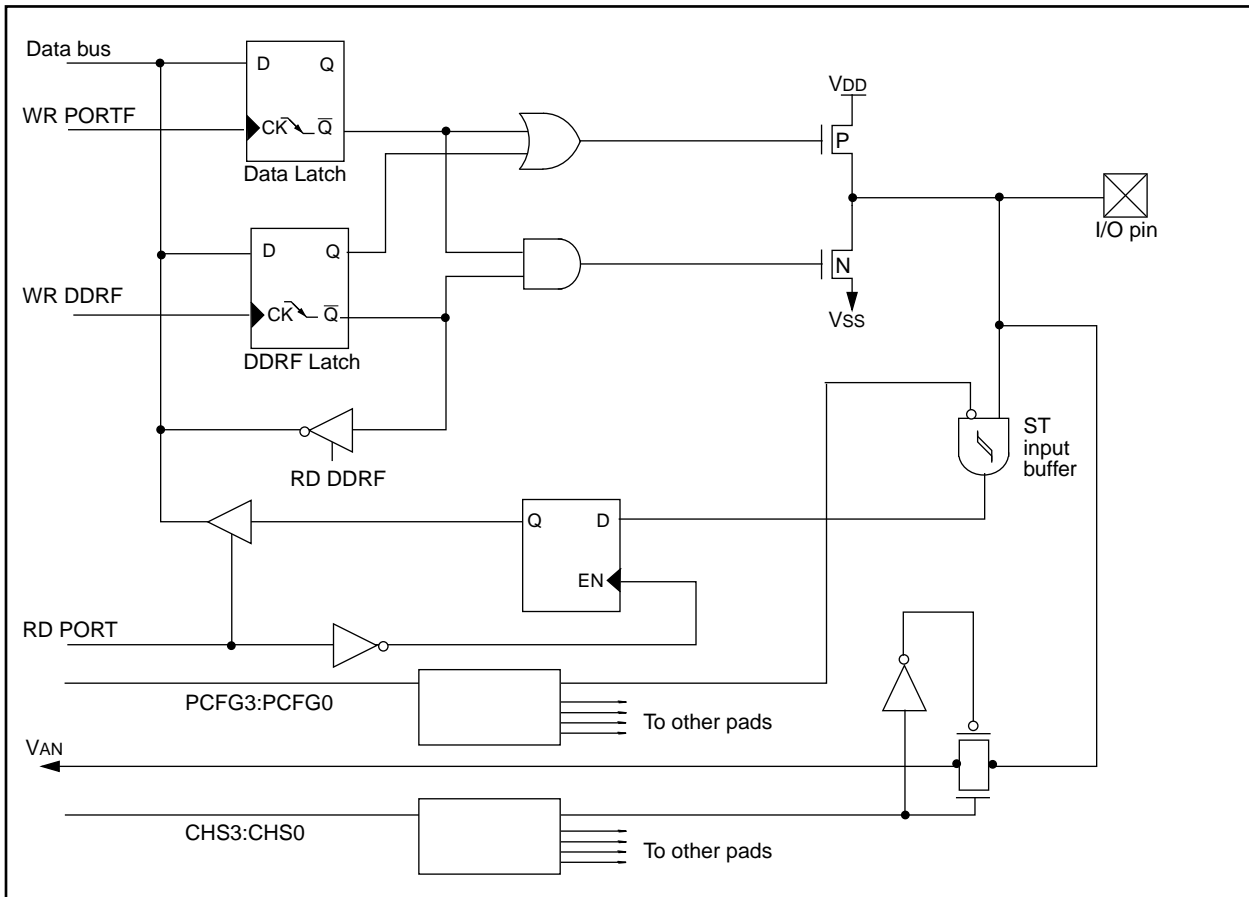 Data bus
D Q
VDD
WR PORTF
CK Q
P
Data Latch
I/O pin
D Q
N
WR DDRF
CK Q
VSS
DDRF Latch
ST
input
buffer
RD DDRF
Q D
EN
RD PORT
PCFG3:PCFG0
To other pads
VAN
CHS3:CHS0
To other pads